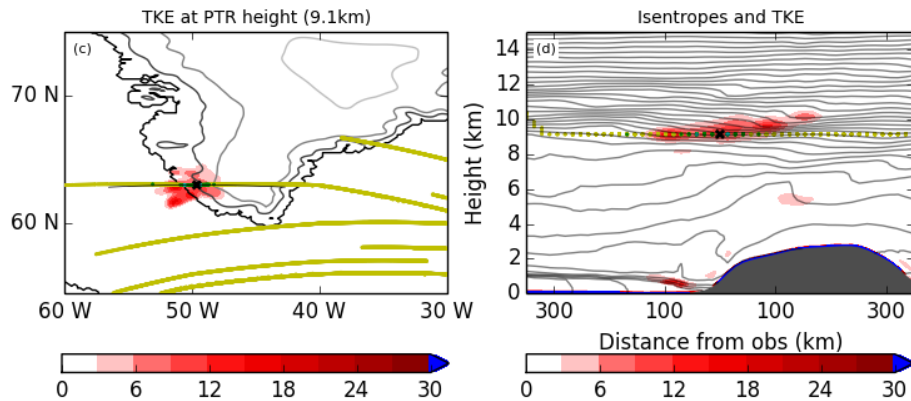 TKE at PTR height (9.1km)
(c)
70 N
60 N
60 W
50 W
40 W
30 W
0
6
12
18
24
30
Isentropes and TKE
(d)
Height (km)
14
12
10
8
6
4
2
0
300
100
100
300
Distance from obs (km)
0
6
12
18
24
30